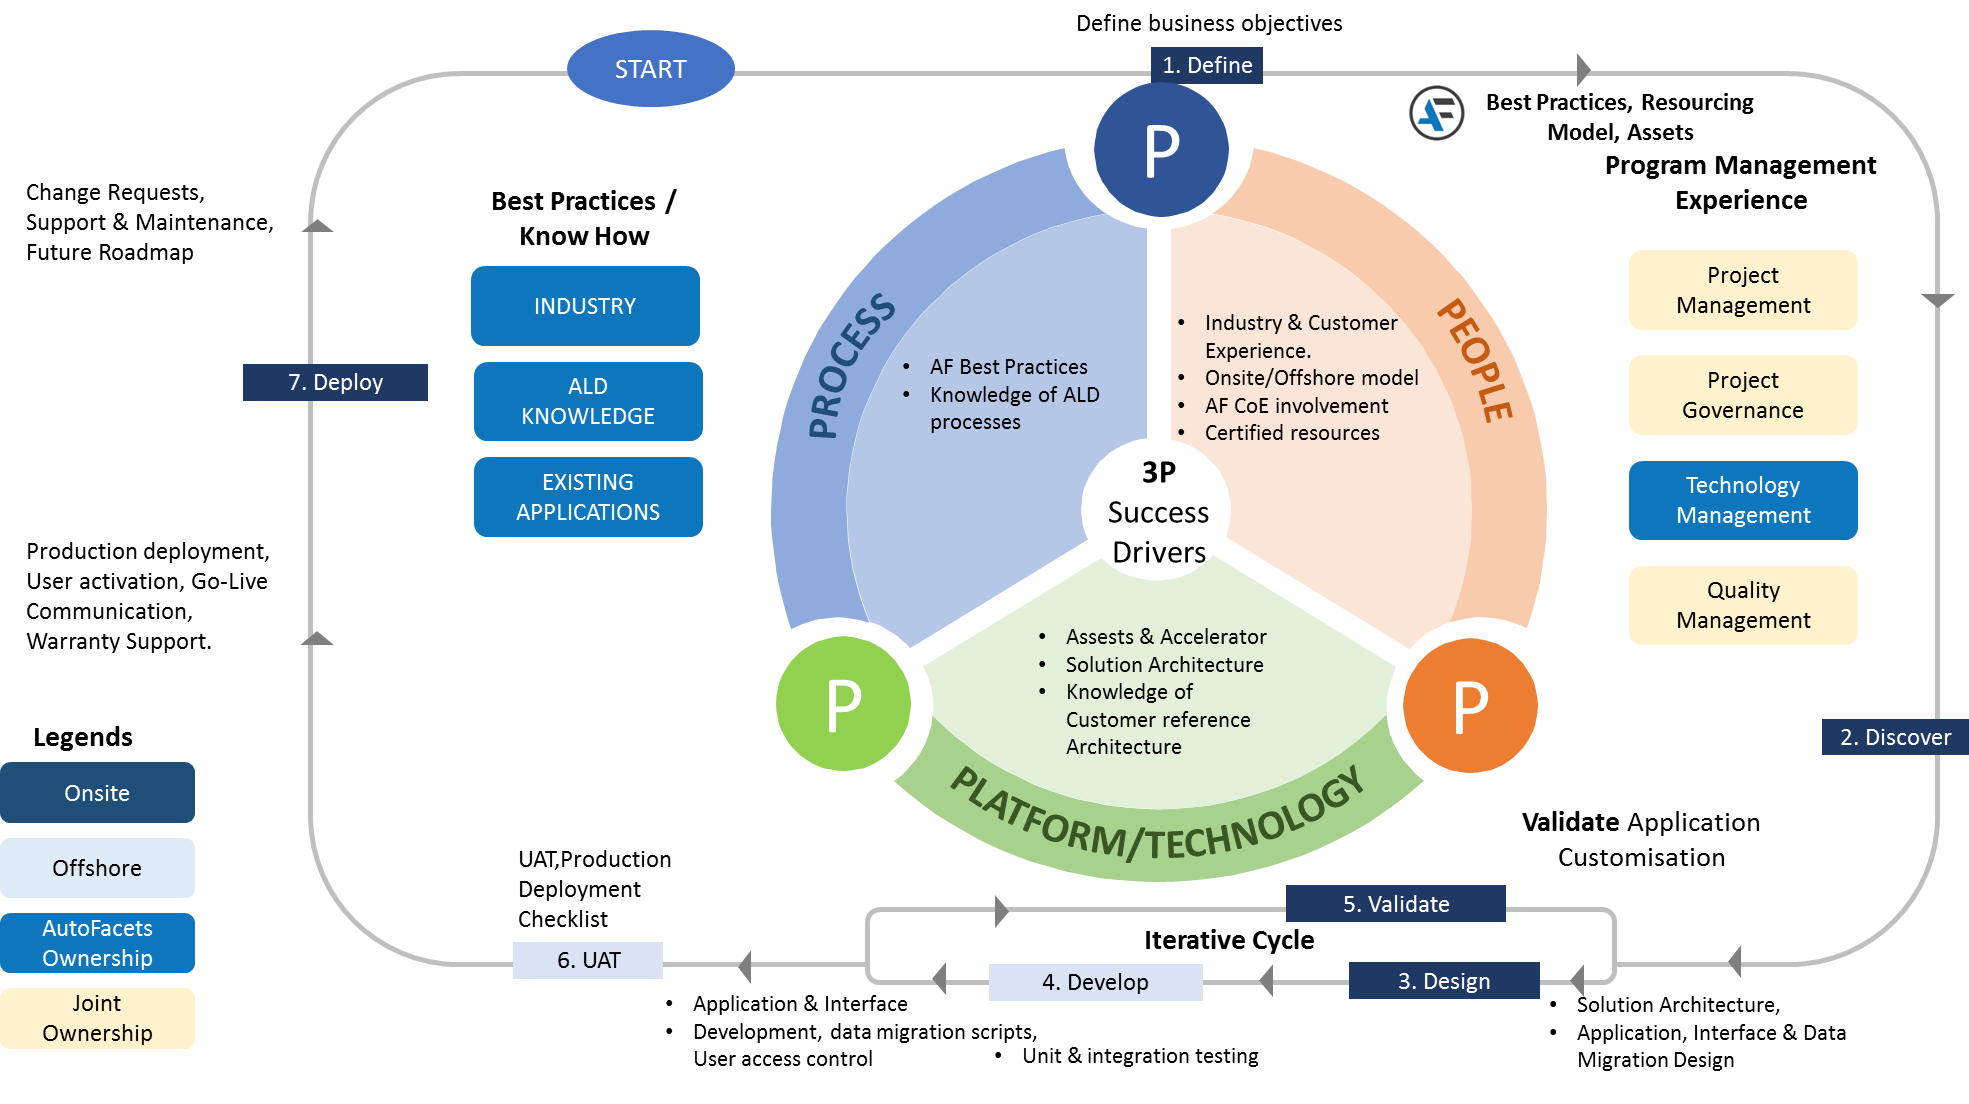 Define business objectives
START
1. Define
AF
Best Practices, Resourcing
Model, Assets
Program Management
Experience
Project
Management
Project
Governance
Technology
Management
Quality
Management
2. Discover
Change Requests,
Support & Maintenance,
Future Roadmap
Best Practices /
Know How
INDUSTRY
ALD
KNOWLEDGE
EXISTING
APPLICATIONS
7. Deploy
Production deployment,
User activation, Go-Live
Communication,
Warranty Support.
P
PROCESS
• AF Best Practices
• Knowledge of ALD
processes
PEOPLE
• Industry & Customer
Experience.
• Onsite/Offshore model
• AF CoE involvement
• Certified resources
3P
Success
Drivers
• Assests & Accelerator
• Solution Architecture
• Knowledge of
Customer reference
Architecture
P
P
PLATFORM/TECHNOLOGY
Legends
Onsite
Offshore
AutoFacets
Ownership
Joint
Ownership
Validate Application
Customisation
UAT,Production
Deployment
Checklist
6. UAT
5. Validate
Iterative Cycle
4. Develop
3. Design
• Application & Interface
• Development, data migration scripts,
User access control
• Unit & integration testing
• Solution Architecture,
• Application, Interface & Data
Migration Design